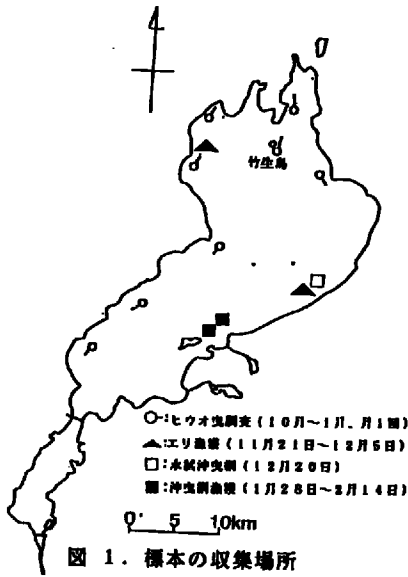 竹生島
○:ヒウオ曳調査(10月~1月、月1回)
▲:エリ漁獲(11月21日~12月5日)
□:水試沖曳網(12月20日)
■:沖曳網漁獲(1月28日~2月14日)
0 5 10km
図 1. 標本の収集場所